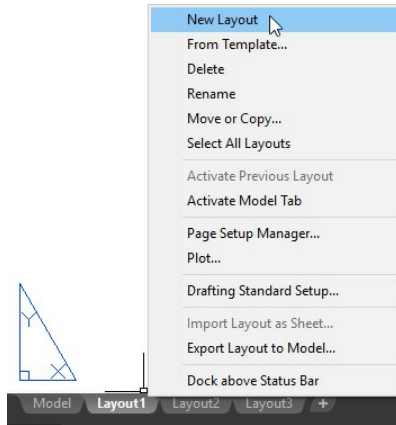 New Layout
From Template...
Delete
Rename
Move or Copy...
Select All Layouts
Activate Previous Layout
Activate Model Tab
Page Setup Manager...
Plot...
Drafting Standard Setup...
Import Layout as Sheet...
Export Layout to Model...
Dock above Status Bar
Y
X
Model Layout1 Layout2 Layout3 +